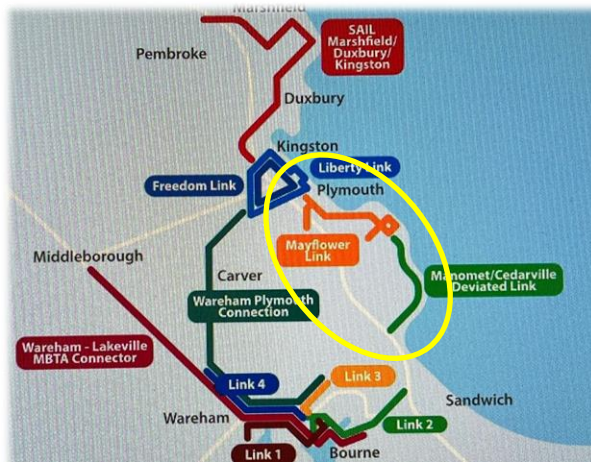 Marshfield
SAIL
Marshfield/
Duxbury/
Kingston
Pembroke
Duxbury
Kingston
Freedom Link
Liberty Link
Plymouth
Mayflower
Link
Middleborough
Carver
Manomet/Cedarville
Deviated Link
Wareham Plymouth
Connection
Wareham - Lakeville
MBTA Connector
Link 4
Link 3
Sandwich
Wareham
Link 2
Link 1
Bourne